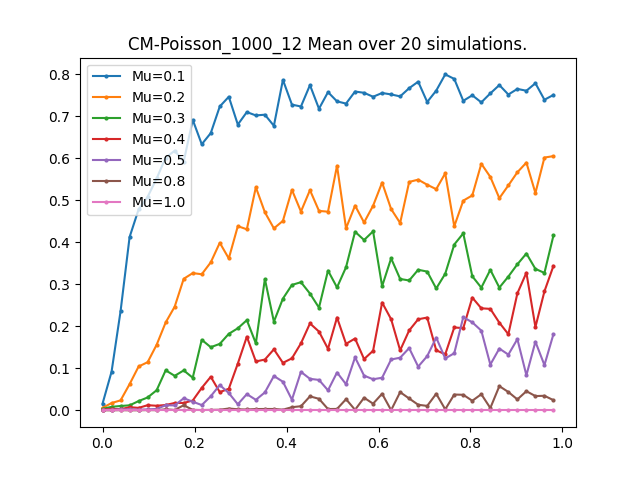 CM-Poisson_1000_12 Mean over 20 simulations.
0.8
0.7
0.6
0.5
0.4
0.3
0.2
0.1
0.0
Mu=0.1
Mu=0.2
Mu=0.3
Mu=0.4
Mu=0.5
Mu=0.8
Mu=1.0
0.0 0.2 0.4 0.6 0.8 1.0